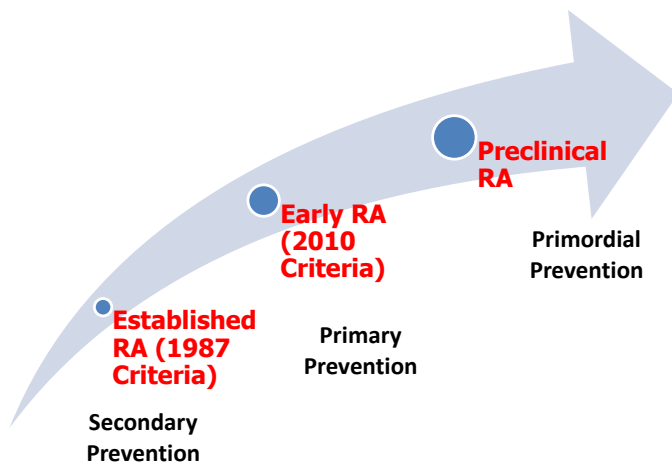 Preclinical
RA
Early RA
(2010
Criteria)
Primordial
Prevention
Established
RA (1987
Criteria)
Primary
Prevention
Secondary
Prevention